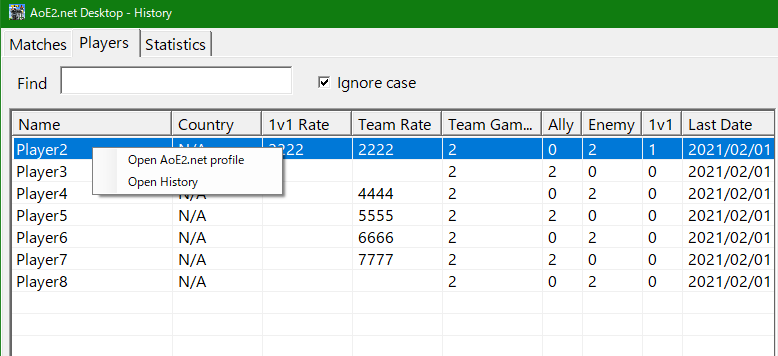 AoE2.net Desktop - History
Matches Players Statistics
Find Ignore case
Name Country 1v1 Rate Team Rate Team Gam... Ally Enemy 1v1 Last Date
Player2 N/A 2222 2222 2 0 2 1 2021/02/01
Open AoE2.net profile
Player3 2 2 0 0 2021/02/01
Open History
Player4 N/A 4444 2 0 2 0 2021/02/01
Player5 N/A 5555 2 2 0 0 2021/02/01
Player6 N/A 6666 2 0 2 0 2021/02/01
Player7 N/A 7777 2 2 0 0 2021/02/01
Player8 N/A 2 0 2 0 2021/02/01